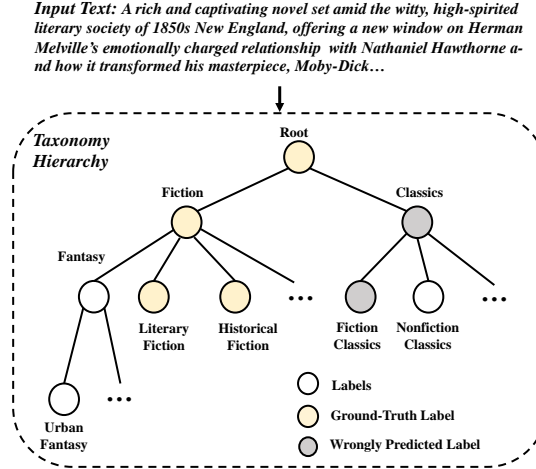 Input Text: A rich and captivating novel set amid the witty, high-spirited
literary society of 1850s New England, offering a new window on Herman
Melville's emotionally charged relationship with Nathaniel Hawthorne a-
nd how it transformed his masterpiece, Moby-Dick…
Taxonomy
Hierarchy
Root
Fiction
Classics
Fantasy
Literary
Fiction
Historical
Fiction
...
Fiction
Classics
Nonfiction
Classics
...
Urban
Fantasy
...
Labels
Ground-Truth Label
Wrongly Predicted Label